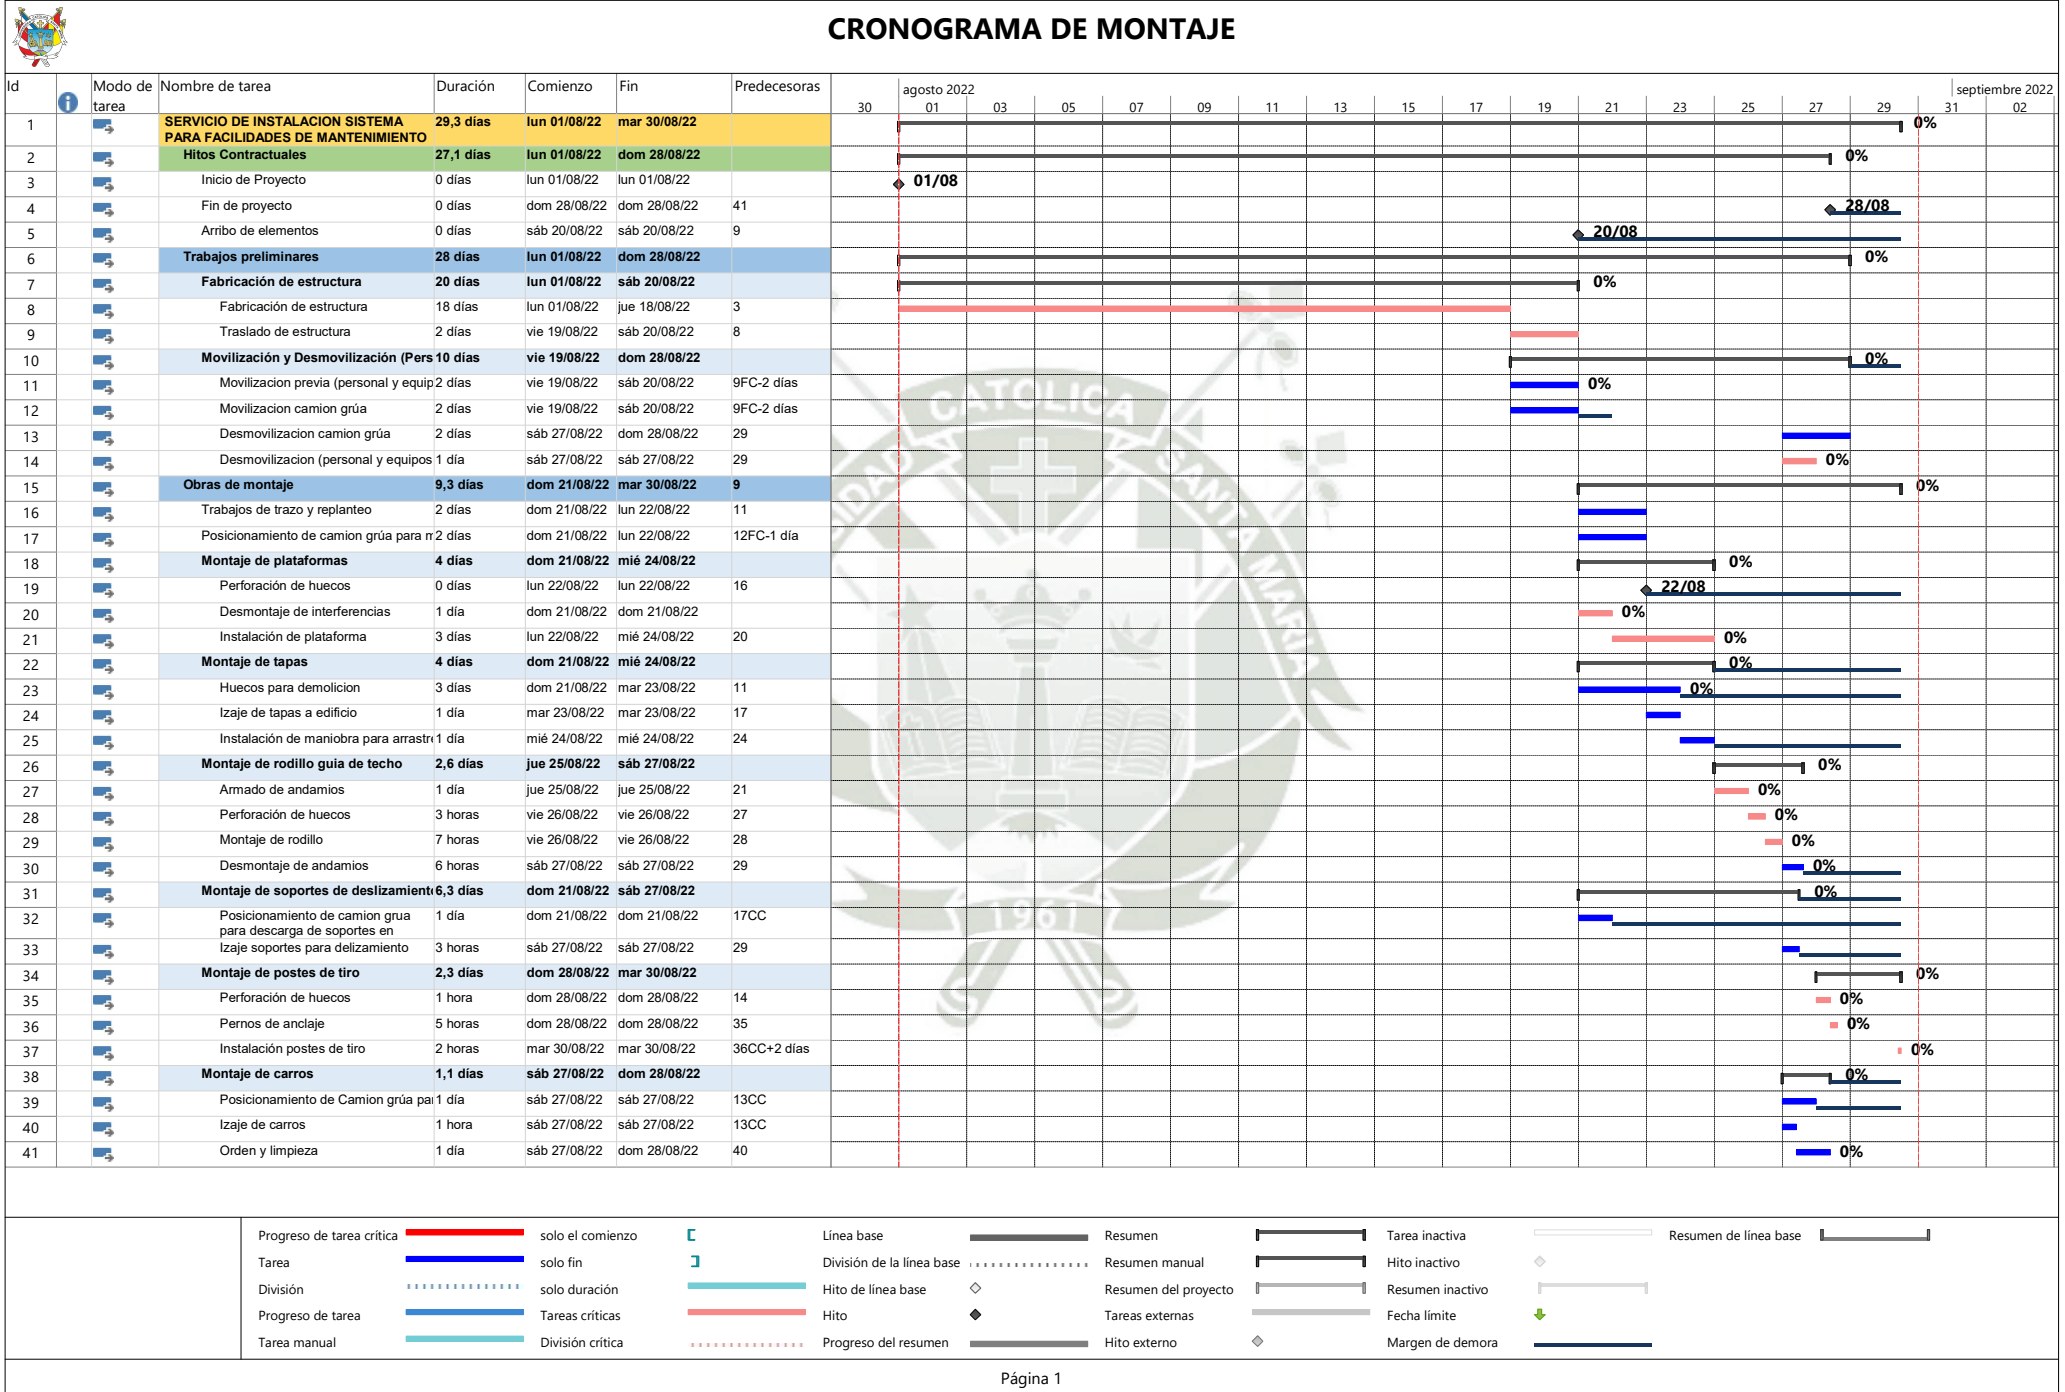 CRONOGRAMA DE MONTAJE
Id Modo de tarea Nombre de tarea Duración Comienzo Fin Predecesoras
agosto 2022 septiembre 2022
30 01 03 05 07 09 11 13 15 17 19 21 23 25 27 29 31 02
1 SERVICIO DE INSTALACION SISTEMA PARA FACILIDADES DE MANTENIMIENTO 29,3 días lun 01/08/22 mar 30/08/22 0%
2 Hitos Contractuales 27,1 días lun 01/08/22 dom 28/08/22 0%
3 Inicio de Proyecto 0 días lun 01/08/22 lun 01/08/22 01/08
4 Fin de proyecto 0 días dom 28/08/22 dom 28/08/22 41 28/08
5 Arribo de elementos 0 días sáb 20/08/22 sáb 20/08/22 9 20/08
6 Trabajos preliminares 28 días lun 01/08/22 dom 28/08/22 0%
7 Fabricación de estructura 20 días lun 01/08/22 sáb 20/08/22 0%
8 Fabricación de estructura 18 días lun 01/08/22 jue 18/08/22 3
9 Traslado de estructura 2 días vie 19/08/22 sáb 20/08/22 8
10 Movilización y Desmovilización (Pers 10 días vie 19/08/22 dom 28/08/22 0%
11 Movilizacion previa (personal y equip 2 días vie 19/08/22 sáb 20/08/22 9FC-2 días 0%
12 Movilizacion camion grúa 2 días vie 19/08/22 sáb 20/08/22 9FC-2 días
13 Desmovilizacion camion grúa 2 días sáb 27/08/22 dom 28/08/22 29
14 Desmovilizacion (personal y equipos 1 día sáb 27/08/22 sáb 27/08/22 29 0%
15 Obras de montaje 9,3 días dom 21/08/22 mar 30/08/22 9 0%
16 Trabajos de trazo y replanteo 2 días dom 21/08/22 lun 22/08/22 11
17 Posicionamiento de camion grúa para m 2 días dom 21/08/22 lun 22/08/22 12FC-1 día
18 Montaje de plataformas 4 días dom 21/08/22 mié 24/08/22 0%
19 Perforación de huecos 0 días lun 22/08/22 lun 22/08/22 16 22/08
20 Desmontaje de interferencias 1 día dom 21/08/22 dom 21/08/22 0%
21 Instalación de plataforma 3 días lun 22/08/22 mié 24/08/22 20 0%
22 Montaje de tapas 4 días dom 21/08/22 mié 24/08/22 0%
23 Huecos para demolicion 3 días dom 21/08/22 mar 23/08/22 11 0%
24 Izaje de tapas a edificio 1 día mar 23/08/22 mar 23/08/22 17
25 Instalación de maniobra para arrastre 1 día mié 24/08/22 mié 24/08/22 24
26 Montaje de rodillo guia de techo 2,6 días jue 25/08/22 sáb 27/08/22 0%
27 Armado de andamios 1 día jue 25/08/22 jue 25/08/22 21 0%
28 Perforación de huecos 3 horas vie 26/08/22 vie 26/08/22 27 0%
29 Montaje de rodillo 7 horas vie 26/08/22 vie 26/08/22 28 0%
30 Desmontaje de andamios 6 horas sáb 27/08/22 sáb 27/08/22 29 0%
31 Montaje de soportes de deslizamiento 6,3 días dom 21/08/22 sáb 27/08/22 0%
32 Posicionamiento de camion grua para descarga de soportes en 1 día dom 21/08/22 dom 21/08/22 17CC
33 Izaje soportes para delizamiento 3 horas sáb 27/08/22 sáb 27/08/22 29
34 Montaje de postes de tiro 2,3 días dom 28/08/22 mar 30/08/22 0%
35 Perforación de huecos 1 hora dom 28/08/22 dom 28/08/22 14 0%
36 Pernos de anclaje 5 horas dom 28/08/22 dom 28/08/22 35 0%
37 Instalación postes de tiro 2 horas mar 30/08/22 mar 30/08/22 36CC+2 días 0%
38 Montaje de carros 1,1 días sáb 27/08/22 dom 28/08/22 0%
39 Posicionamiento de Camion grúa par 1 día sáb 27/08/22 sáb 27/08/22 13CC
40 Izaje de carros 1 hora sáb 27/08/22 sáb 27/08/22 13CC
41 Orden y limpieza 1 día sáb 27/08/22 dom 28/08/22 40 0%
CATOLICA SANTA MARIA
1961
Progreso de tarea crítica solo el comienzo Línea base Resumen Tarea inactiva Resumen de línea base
Tarea solo fin División de la línea base Resumen manual Hito inactivo
División solo duración Hito de línea base Resumen del proyecto Resumen inactivo
Progreso de tarea Tareas críticas Hito Tareas externas Fecha límite
Tarea manual División crítica Progreso del resumen Hito externo Margen de demora
Página 1